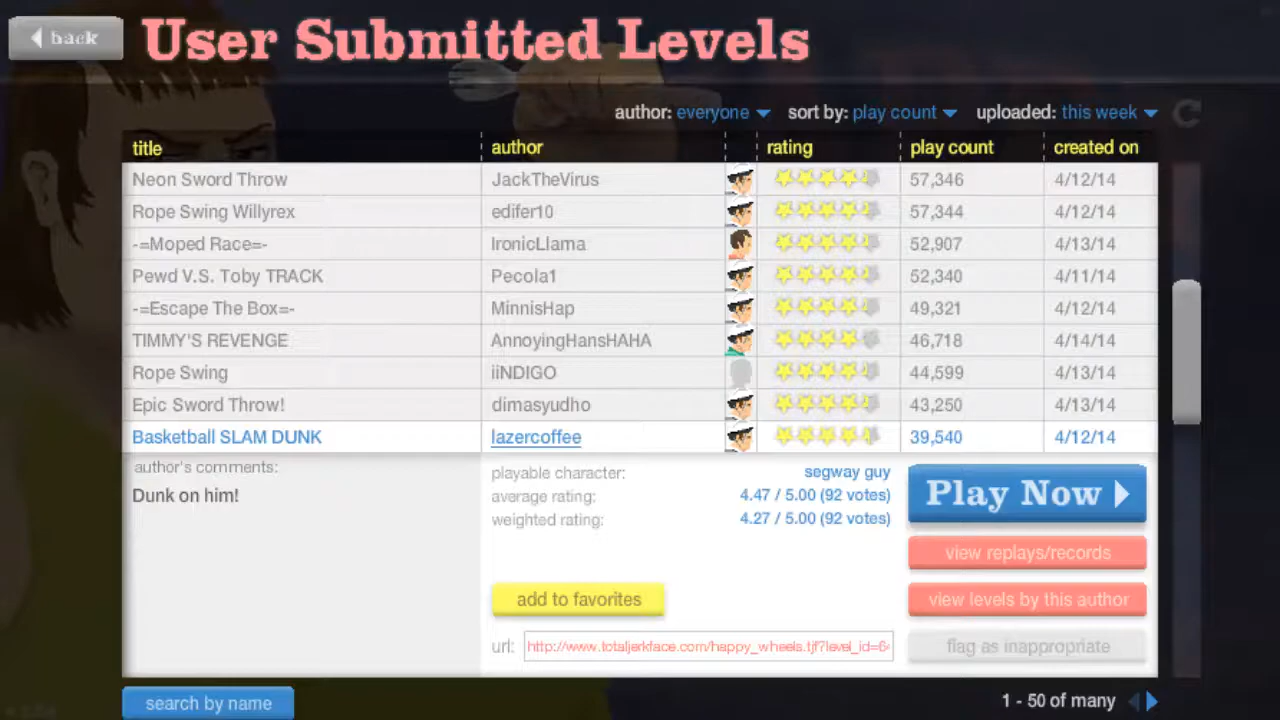 back
User Submitted Levels
author: everyone sort by: play count uploaded: this week
title author rating play count created on
Neon Sword Throw JackTheVirus 57,346 4/12/14
Rope Swing Willyrex edifer10 57,344 4/12/14
-=Moped Race=- IronicLlama 52,907 4/13/14
Pewd V.S. Toby TRACK Pecola1 52,340 4/11/14
-=Escape The Box=- MinnisHap 49,321 4/12/14
TIMMY'S REVENGE AnnoyingHansHAHA 46,718 4/14/14
Rope Swing iiNDIGO 44,599 4/13/14
Epic Sword Throw! dimasyudho 43,250 4/13/14
Basketball SLAM DUNK lazercoffee 39,540 4/12/14
author's comments:
Dunk on him!
playable character: segway guy
average rating: 4.47 / 5.00 (92 votes)
weighted rating: 4.27 / 5.00 (92 votes)
add to favorites
url: http://www.totaljerkface.com/happy_wheels.tjf?level_id=6
Play Now
view replays/records
view levels by this author
flag as inappropriate
search by name
1 - 50 of many